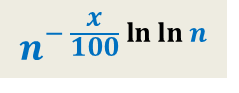 n^{-\frac{x}{100} \ln \ln n}